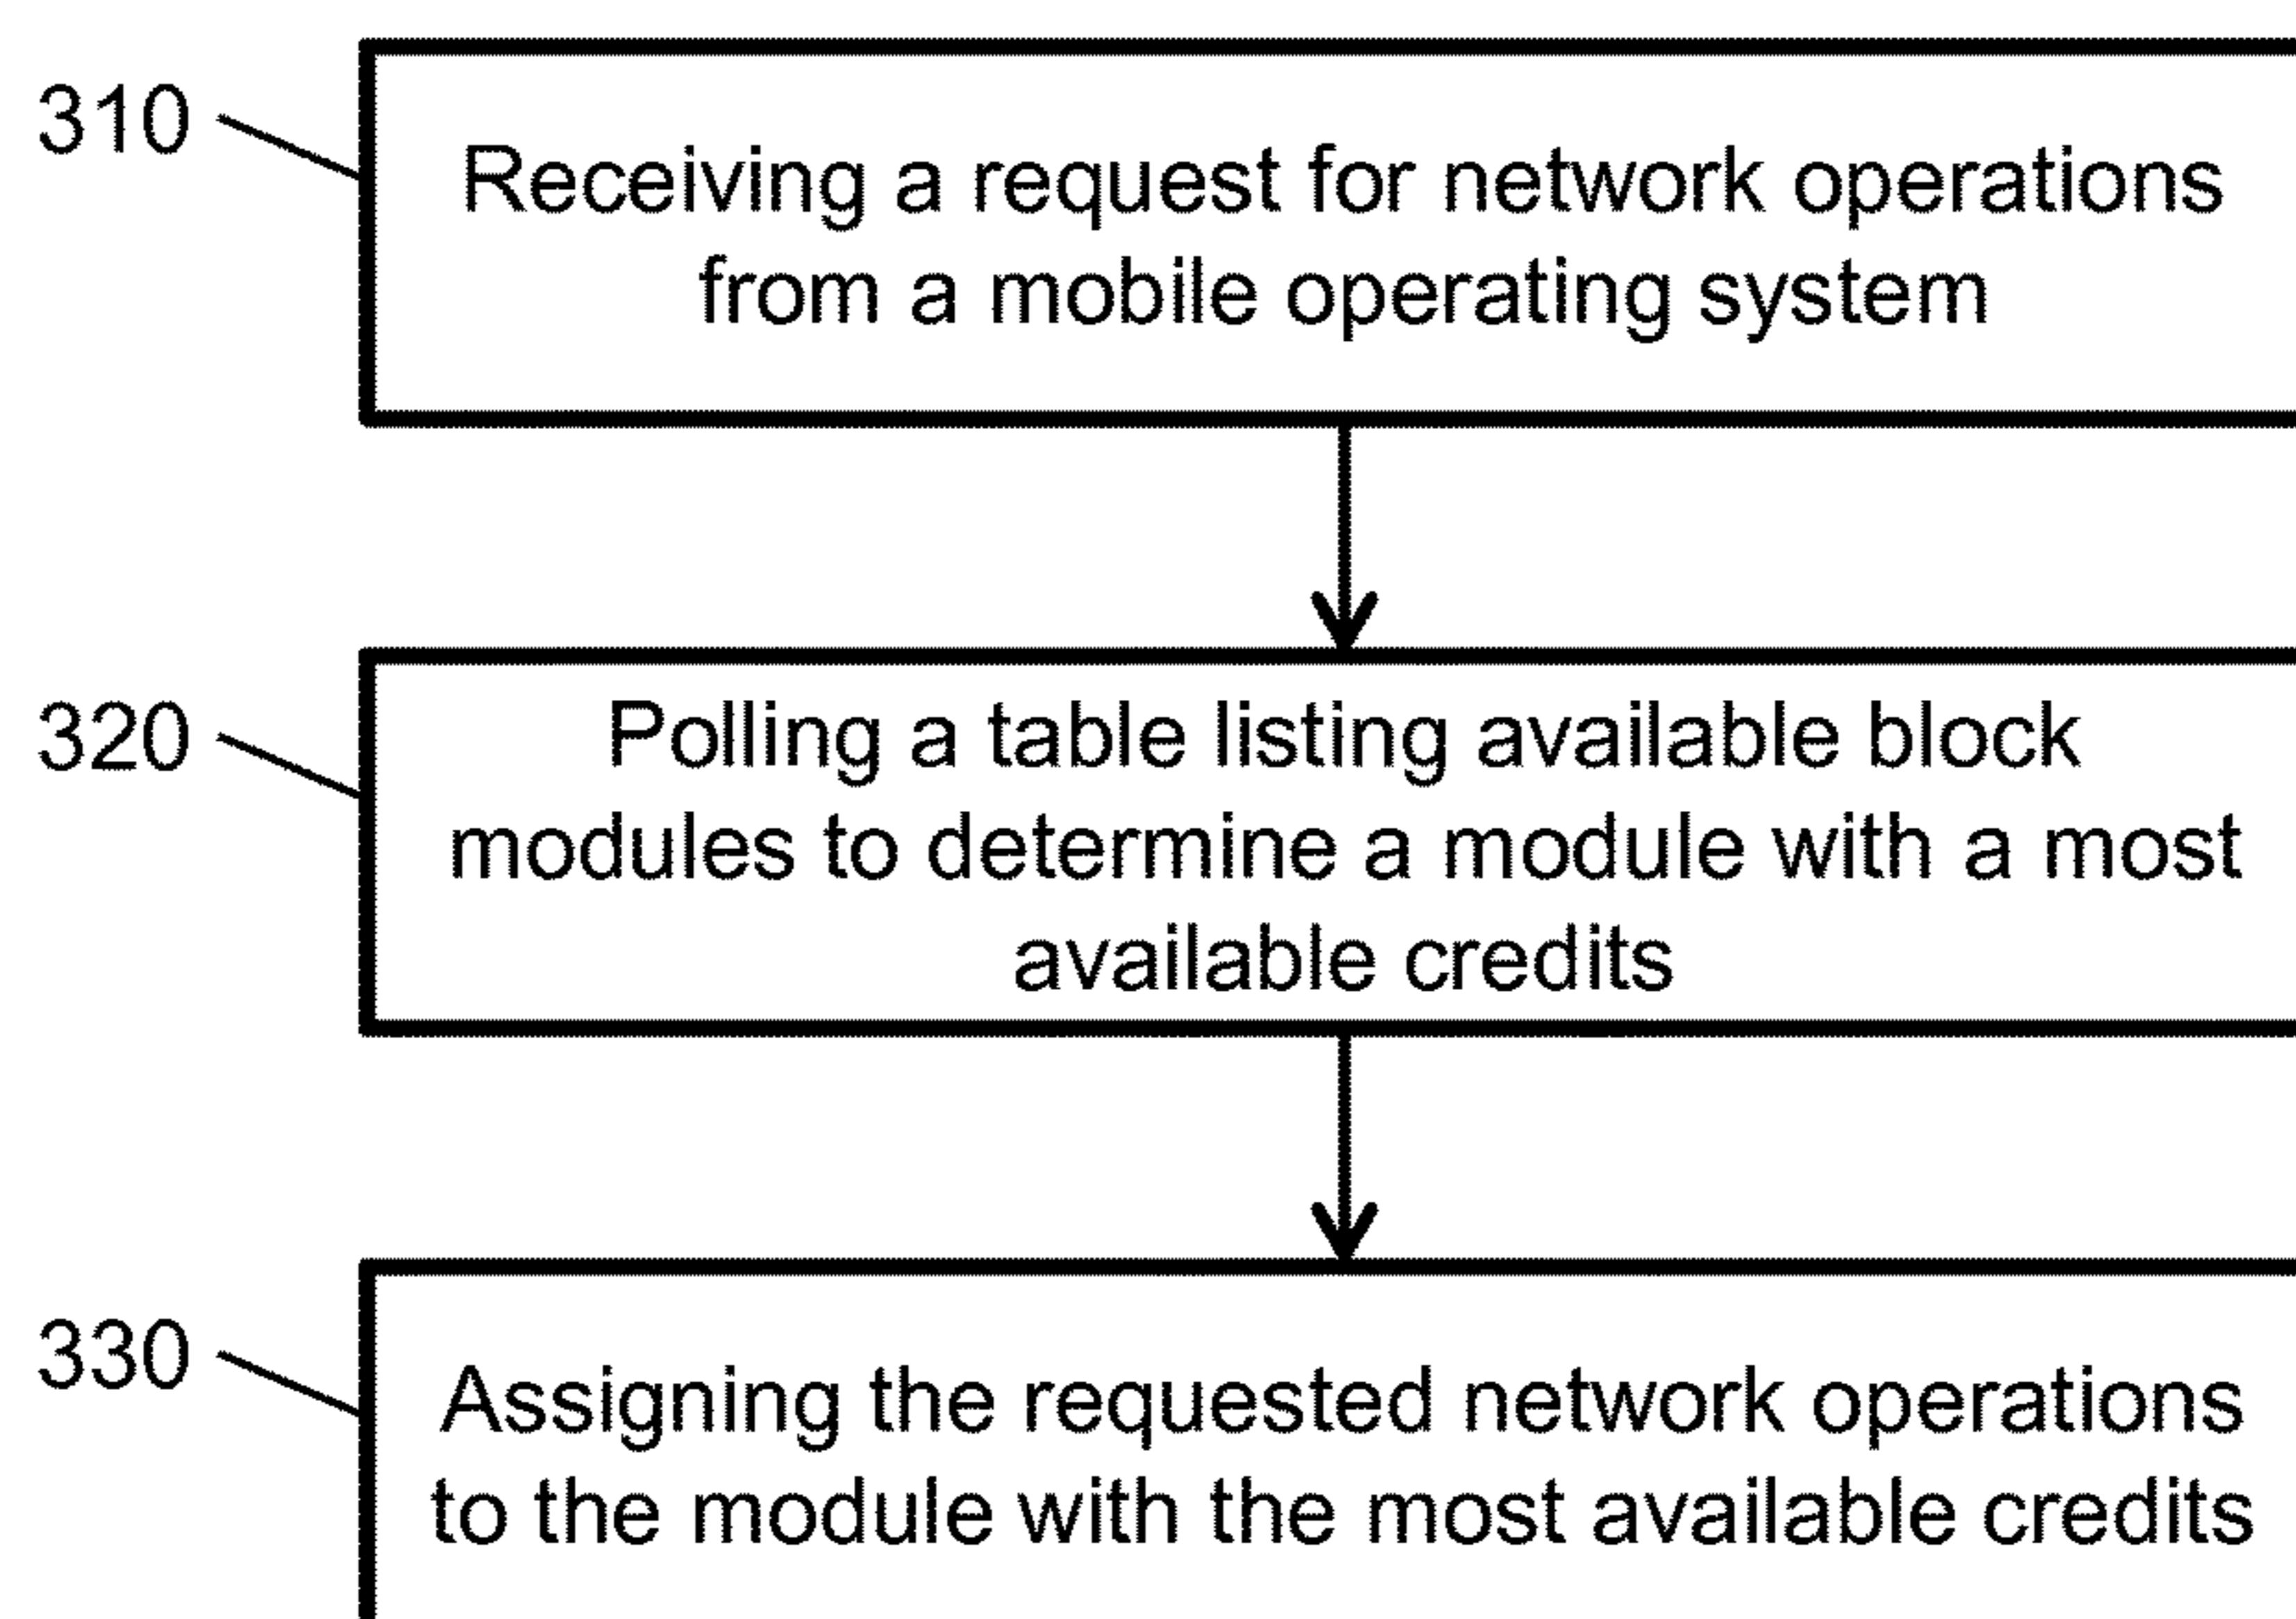 310
Receiving a request for network operations
from a mobile operating system
320
Polling a table listing available block
modules to determine a module with a most
available credits
330
Assigning the requested network operations
to the module with the most available credits